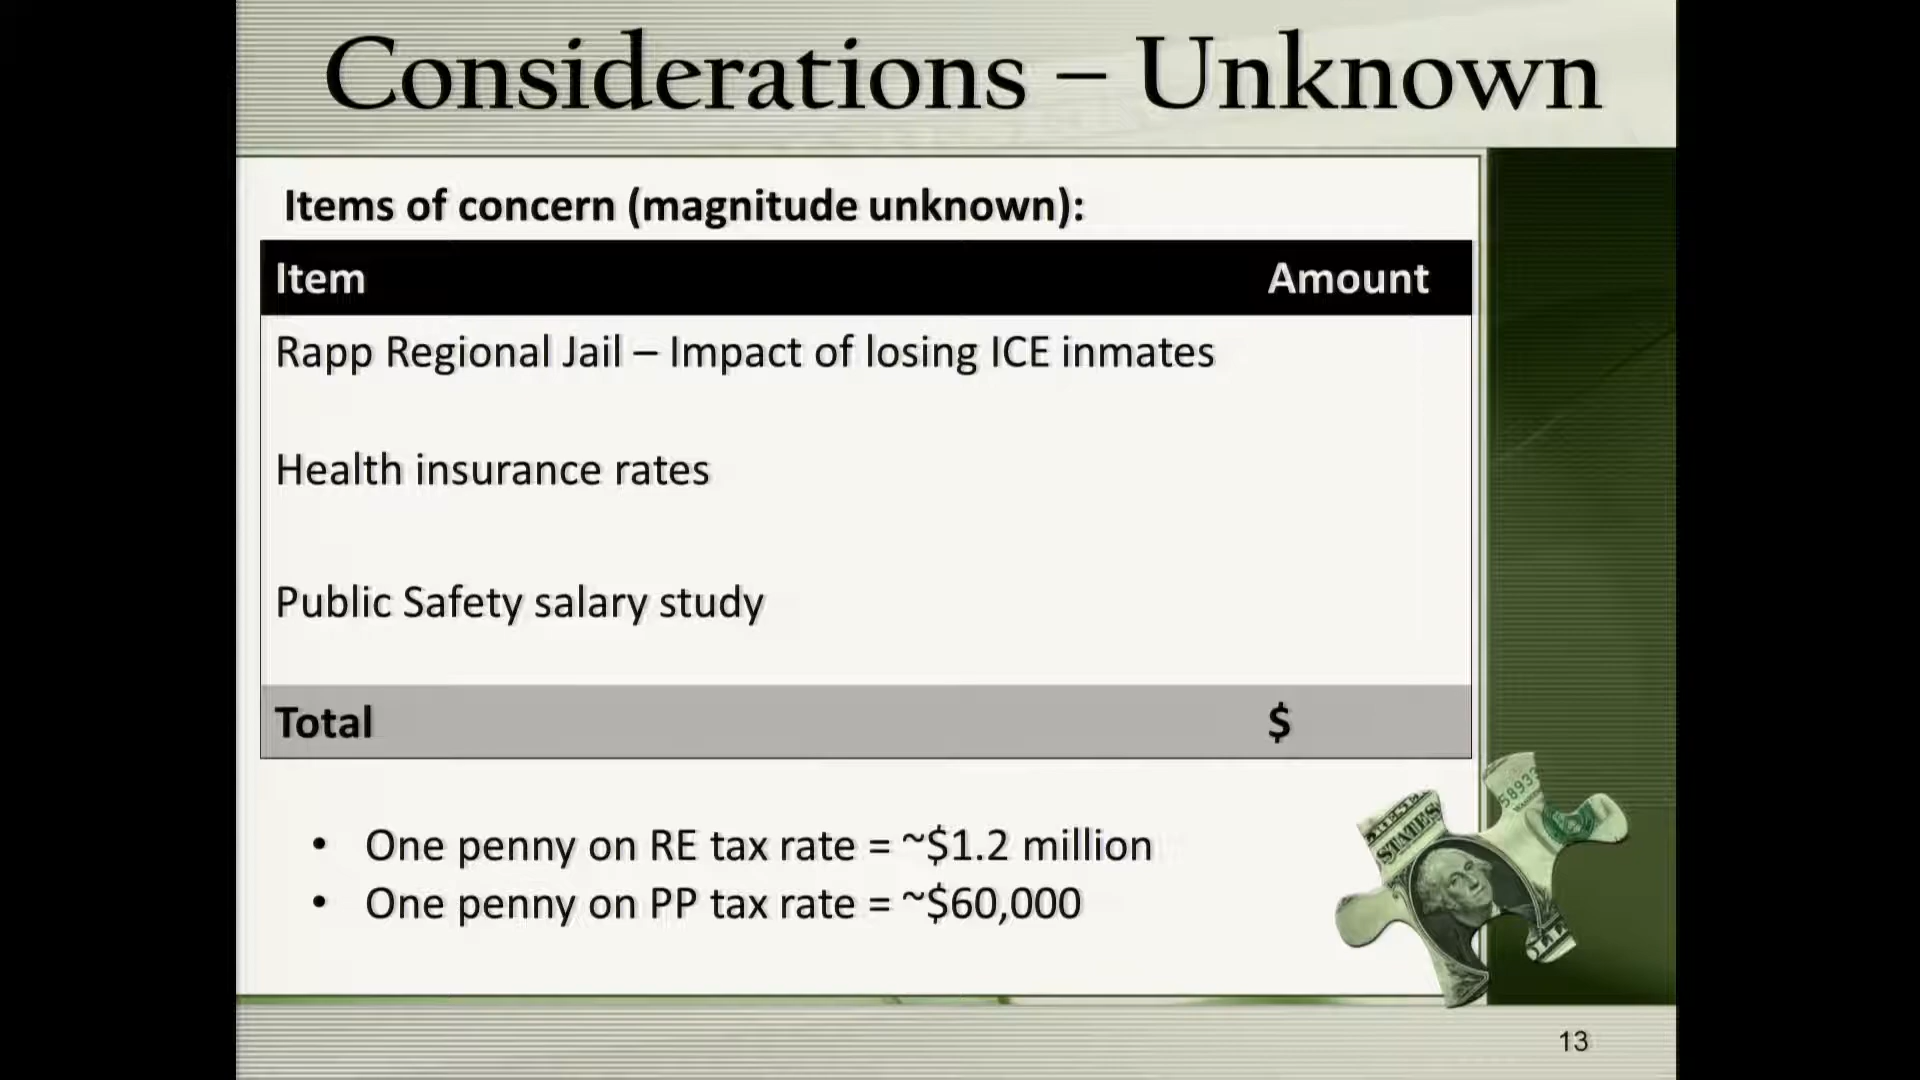 Considerations – Unknown
Items of concern (magnitude unknown):
Item Amount
Rapp Regional Jail – Impact of losing ICE inmates
Health insurance rates
Public Safety salary study
Total $
• One penny on RE tax rate = ~$1.2 million
• One penny on PP tax rate = ~$60,000
STATES
58933
13